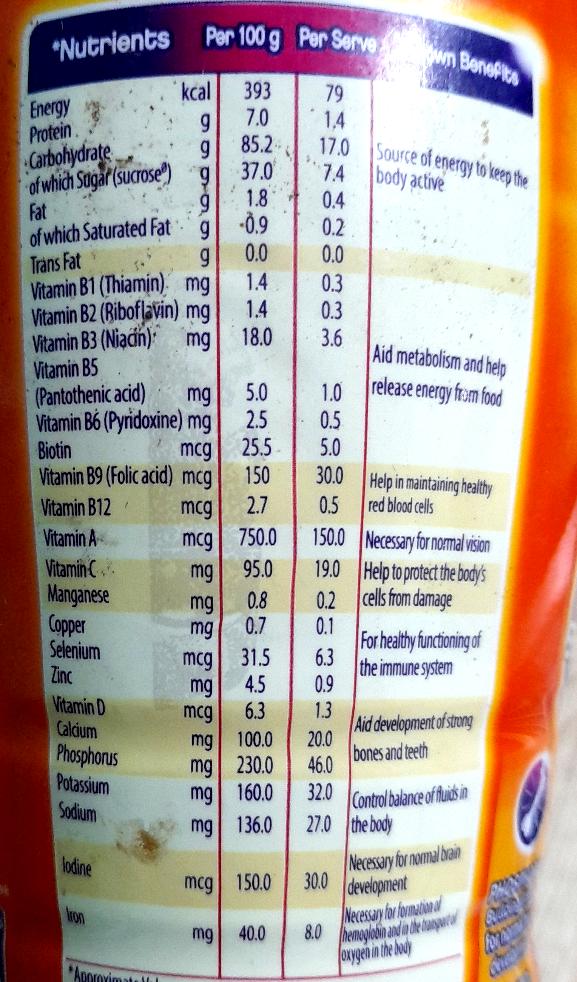 *Nutrients Per 100 g Per Serve Benefits
Energy kcal 393 79
Protein g 7.0 1.4
Carbohydrate g 85.2 17.0 Source of energy to keep the
of which Sugar (sucrose#) g 37.0 7.4 body active
Fat g 1.8 0.4
of which Saturated Fat g 0.9 0.2
Trans Fat g 0.0 0.0
Vitamin B1 (Thiamin) mg 1.4 0.3
Vitamin B2 (Riboflavin) mg 1.4 0.3
Vitamin B3 (Niacin) mg 18.0 3.6 Aid metabolism and help
Vitamin B5
(Pantothenic acid) mg 5.0 1.0 release energy from food
Vitamin B6 (Pyridoxine) mg 2.5 0.5
Biotin mcg 25.5 5.0
Vitamin B9 (Folic acid) mcg 150 30.0 Help in maintaining healthy
Vitamin B12 mcg 2.7 0.5 red blood cells
Vitamin A mcg 750.0 150.0 Necessary for normal vision
Vitamin C mg 95.0 19.0 Help to protect the body's
Manganese mg 0.8 0.2 cells from damage
Copper mg 0.7 0.1 For healthy functioning of
Selenium mcg 31.5 6.3 the immune system
Zinc mg 4.5 0.9
Vitamin D mcg 6.3 1.3 Aid development of strong
Calcium mg 100.0 20.0 bones and teeth
Phosphorus mg 230.0 46.0
Potassium mg 160.0 32.0 Control balance of fluids in
Sodium mg 136.0 27.0 the body
Iodine mcg 150.0 30.0 Necessary for normal brain
development
Iron mg 40.0 8.0 Necessary for formation of
hemoglobin and in the transport of
oxygen in the body